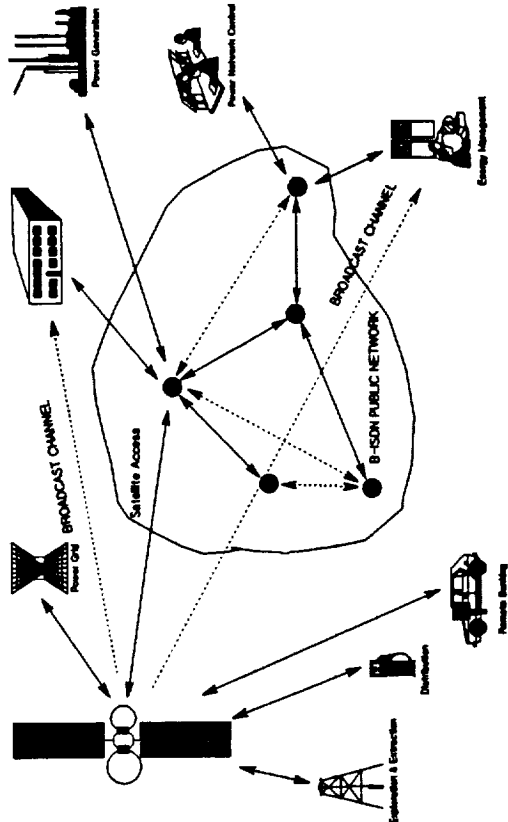 Power Generation
Power Network Control
Energy Management
BROADCAST CHANNEL
B-ISDN PUBLIC NETWORK
Satellite Access
BROADCAST CHANNEL
Power Grid
Remote Banking
Distribution
Exploration & Extraction